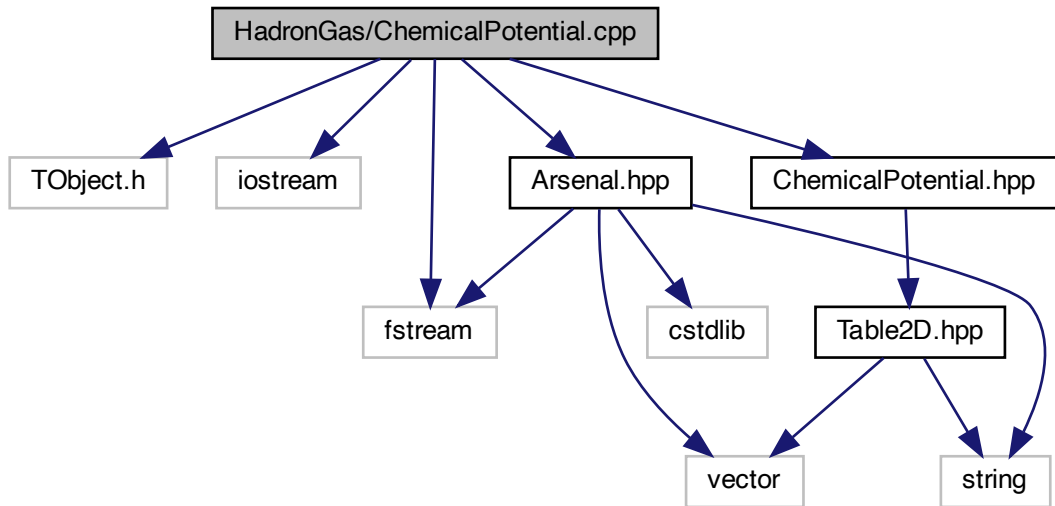 HadronGas/ChemicalPotential.cpp
TObject.h
iostream
Arsenal.hpp
ChemicalPotential.hpp
fstream
cstdlib
Table2D.hpp
vector
string